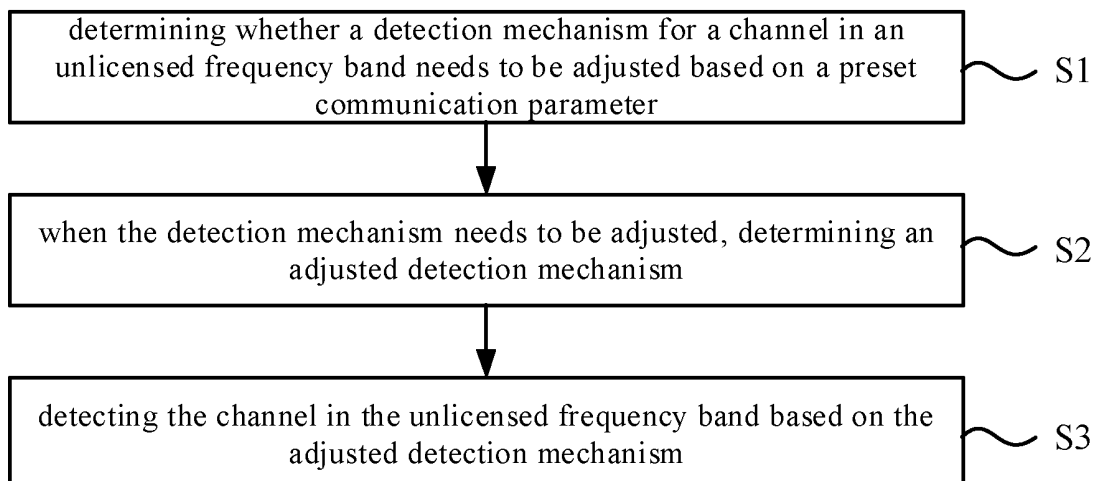 determining whether a detection mechanism for a channel in an
unlicensed frequency band needs to be adjusted based on a preset
communication parameter
S1
when the detection mechanism needs to be adjusted, determining an
adjusted detection mechanism
S2
detecting the channel in the unlicensed frequency band based on the
adjusted detection mechanism
S3